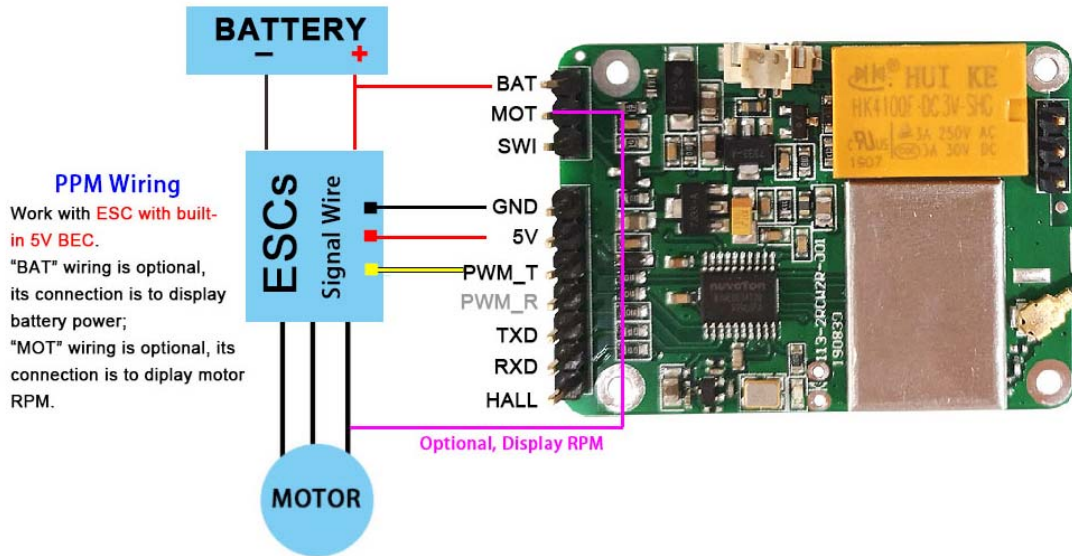 BATTERY
− +
BAT
MOT
SWI
GND
5V
PWM_T
PWM_R
TXD
RXD
HALL
ESCs
Signal Wire
PPM Wiring
Work with ESC with built-
in 5V BEC.
“BAT” wiring is optional,
its connection is to display
battery power;
“MOT” wiring is optional, its
connection is to diplay motor
RPM.
Optional, Display RPM
MOTOR
HUI KE
HK4100F-DC3V-SHG
3A 250V AC
3A 30V DC
1907
nuvoTon
190833